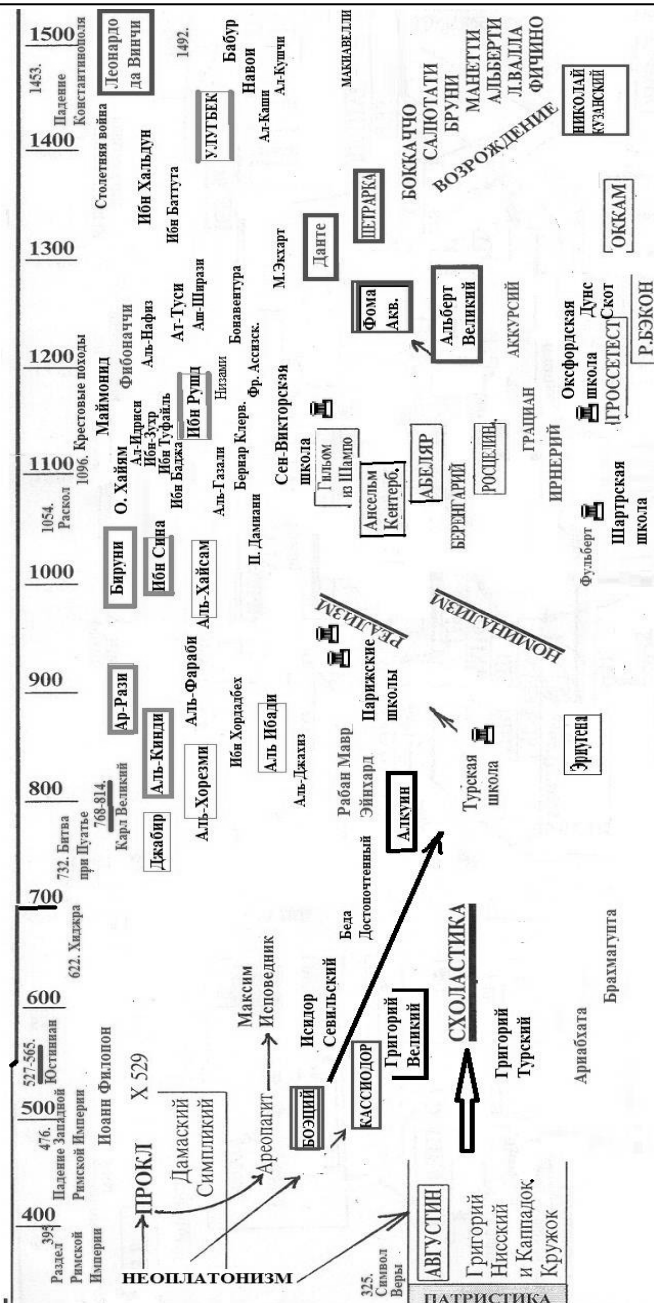 1500
1400
1300
1200
1100
1000
900
800
700
600
500
400
1453.
Падение
Константинополя
Столетняя война
1096. Крестовые походы
1054.
Раскол
768-814.
Карл Великий
732. Битва
при Пуатье
622. Хиджра
527-565.
Юстиниан
476.
Падение Западной
Римской Империи
395.
Раздел
Римской
Империи
Леонардо
да Винчи
1492.
Бабур
Навои
Ал-Кушчи
Ал-Каши
УЛУГБЕК
Ибн Хальдун
Ибн Баттута
МАКИАВЕЛЛИ
БОККАЧЧО
САЛЮТАТИ
БРУНИ
МАНЕТТИ
АЛЬБЕРТИ
Л.ВАЛЛА
ФИЧИНО
ВОЗРОЖДЕНИЕ
НИКОЛАЙ
КУЗАНСКИЙ
ПЕТРАРКА
Данте
М.Экхарт
ОККАМ
Маймонид
Фибоначчи
Аль-Нафиз
Ат-Туси
Аш-Ширази
Бонавентура
Фома
Акв.
Альберт
Великий
АККУРСИЙ
Оксфордская
школа
Дунс
Скот
ГРОССЕТЕСТ
Р.БЭКОН
О. Хайям
Ал-Идриси
Ибн-Зухр
Ибн Туфайль
Ибн Баджа
Ибн Рушд
Низами
Аль-Газали
Бернар Клерв.
Фр. Ассизск.
П. Дамиани
Сен-Викторская
школа
Гильом
из Шампо
Ансельм
Кентерб.
АБЕЛЯР
БЕРЕНГАРИЙ
РОСЦЕЛИН
ГРАЦИАН
ИРНЕРИЙ
Фульберт
Шартрская
школа
Бируни
Ибн Сина
Аль-Хайсам
РЕАЛИЗМ
НОМИНАЛИЗМ
Ар-Рази
Аль-Кинди
Аль-Фараби
Ибн Хордадбех
Аль Ибади
Аль-Джахиз
Парижские
школы
Джабир
Аль-Хорезми
Рабан Мавр
Эйнхард
Алкуин
Турская
школа
Эриугена
Максим
Исповедник
Исидор
Севильский
Беда
Достопочтенный
СХОЛАСТИКА
Брахмагупта
Иоанн Филопон
X 529
ПРОКЛ
Дамаский
Симпликий
Ареопагит
БОЭЦИЙ
КАССИОДОР
Григорий
Великий
Григорий
Турский
Ариабхата
НЕОПЛАТОНИЗМ
325.
Символ
Веры
АВГУСТИН
Григорий
Нисский
и Каппадок.
Кружок
ПАТРИСТИКА